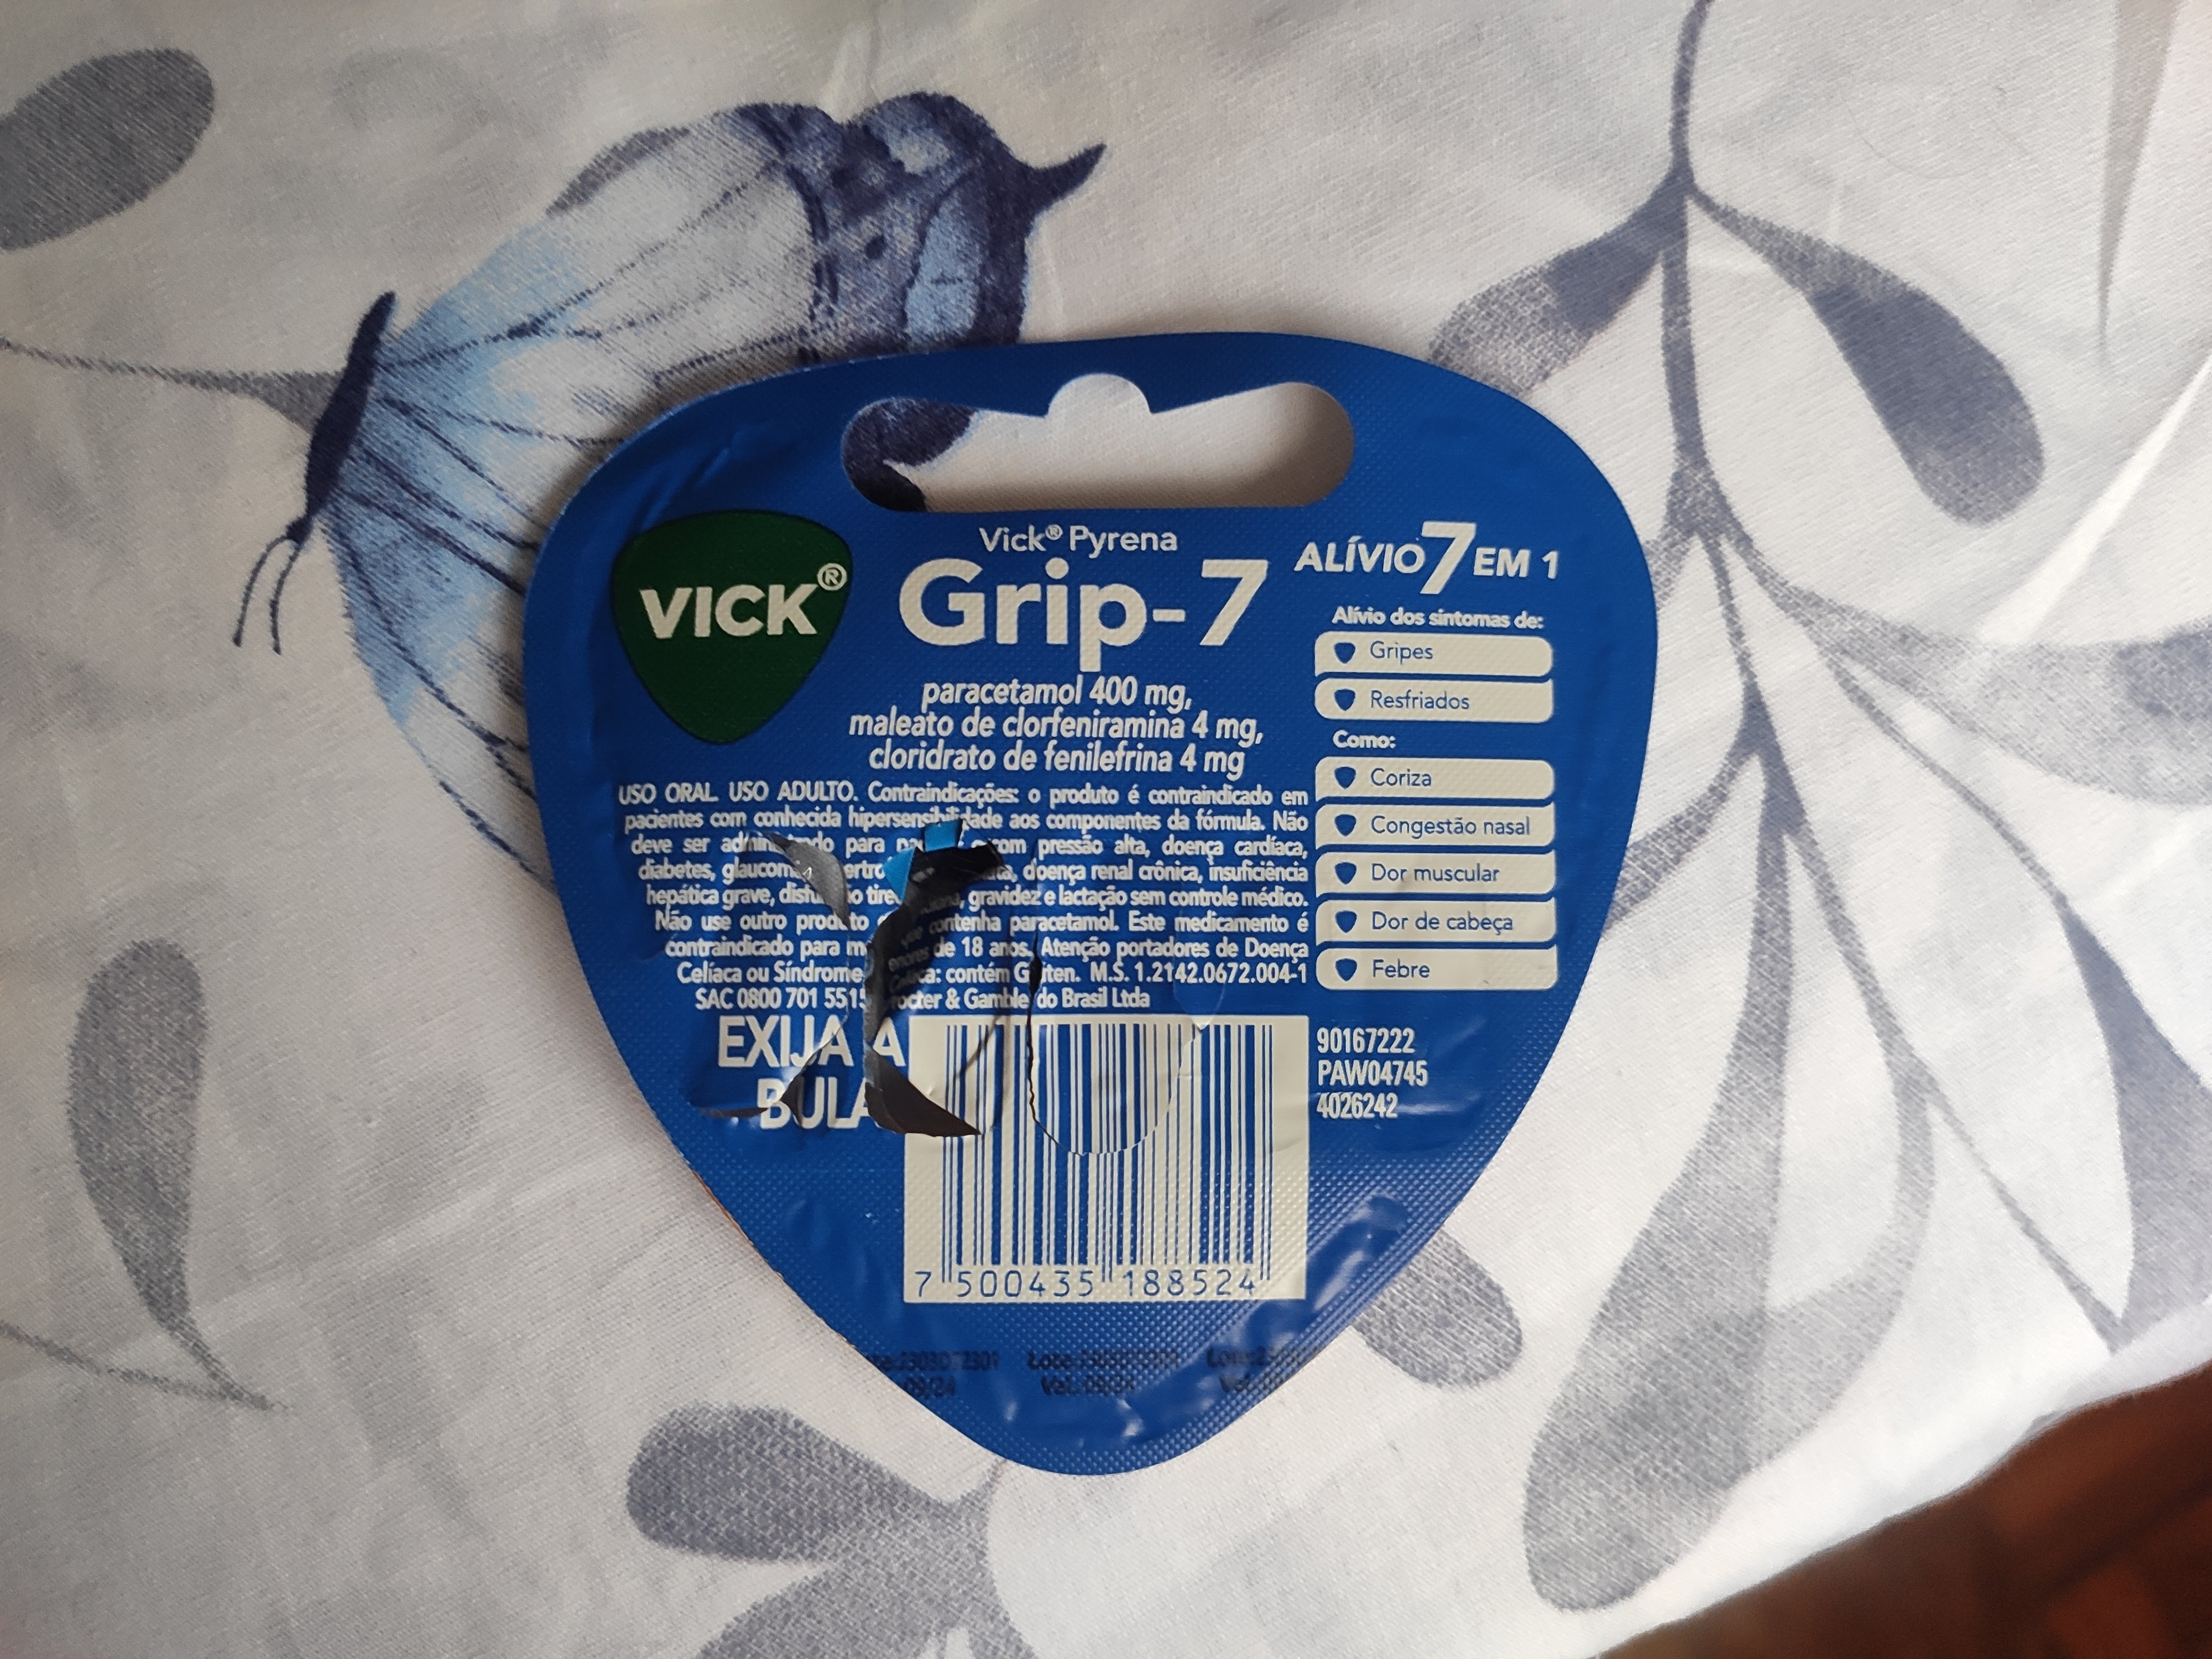 VICK®
Vick® Pyrena
Grip-7
paracetamol 400 mg,
maleato de clorfeniramina 4 mg,
cloridrato de fenilefrina 4 mg
USO ORAL. USO ADULTO. Contraindicações: o produto é contraindicado em
pacientes com conhecida hipersensibilidade aos componentes da fórmula. Não
deve ser para com pressão alta, doença cardíaca,
diabetes, doença renal crônica, insuficiência
hepática grave, gravidez e lactação sem controle médico.
Não use outro produto contenha paracetamol. Este medicamento é
contraindicado para de 18 anos. Atenção portadores de Doença
Celíaca ou Síndrome contém Glúten. M.S. 1.2142.0672.004-1
SAC 0800 701 5515 & Gamble do Brasil Ltda
EXIJA A
BULA
ALÍVIO 7 EM 1
Alívio dos síntomas de:
Gripes
Resfriados
Como:
Coriza
Congestão nasal
Dor muscular
Dor de cabeça
Febre
90167222
PAW04745
4026242
7 500435 188524